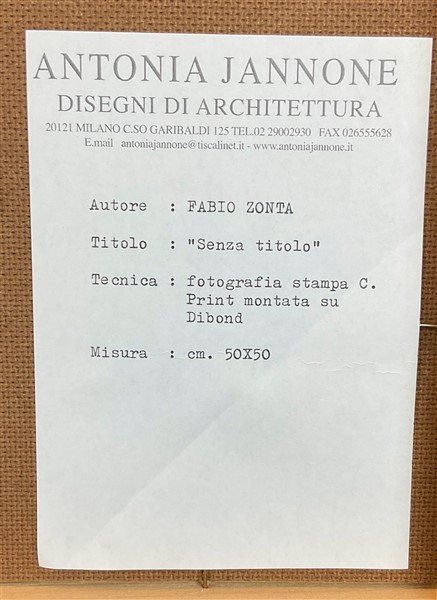 ANTONIA JANNONE
DISEGNI DI ARCHITETTURA
20121 MILANO C.SO GARIBALDI 125 TEL.02 29002930 FAX 026555628
E.mail antoniajannone@tiscalinet.it - www.antoniajannone.it
Autore : FABIO ZONTA
Titolo : "Senza titolo"
Tecnica : fotografia stampa C.
Print montata su
Dibond
Misura : cm. 50X50